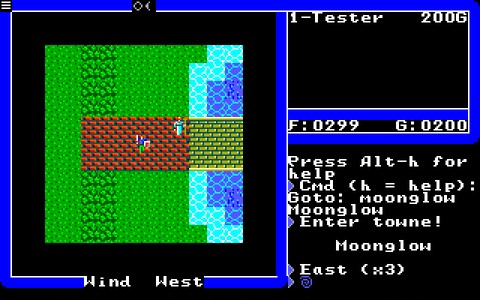 1-Tester 200G
F:0299 G:0200
Press Alt-h for
help
Cmd (h = help):
Goto: moonglow
Moonglow
Enter towne!
Moonglow
East (x3)
Wind West